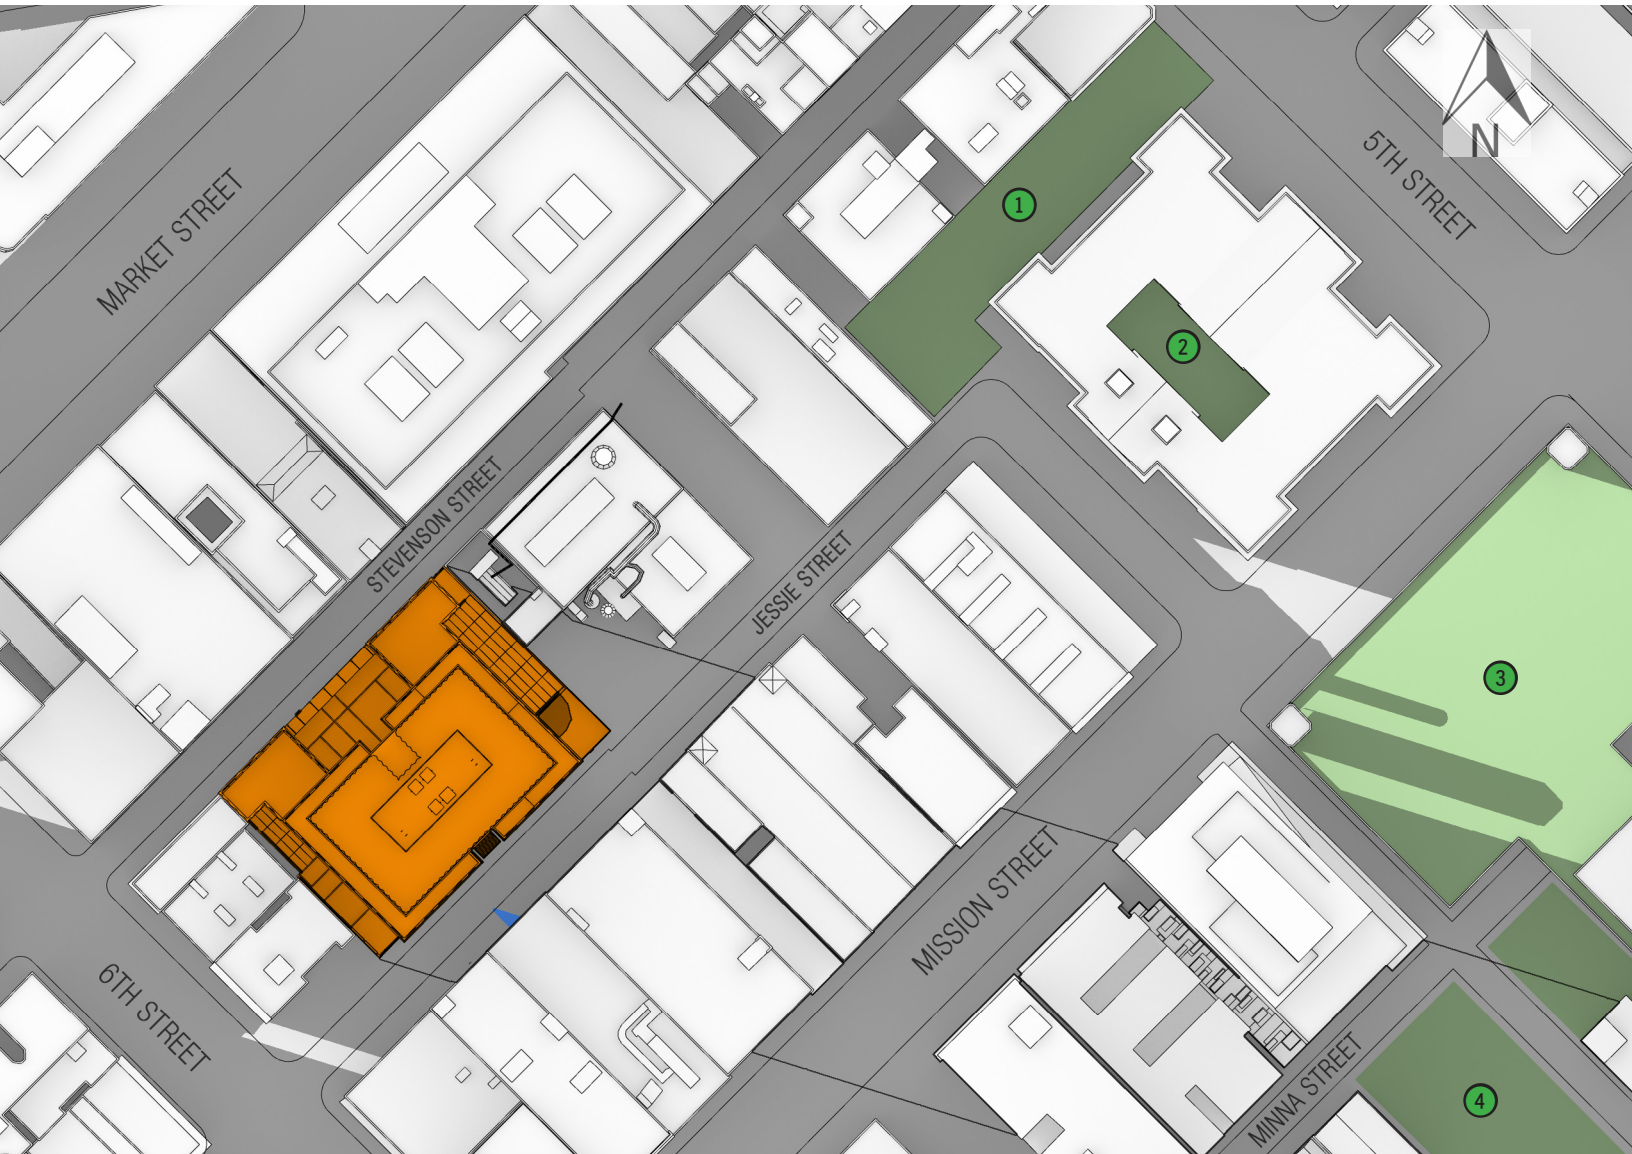 MARKET STREET
5TH STREET
N
1
2
STEVENSON STREET
JESSIE STREET
3
MISSION STREET
6TH STREET
MINNA STREET
4